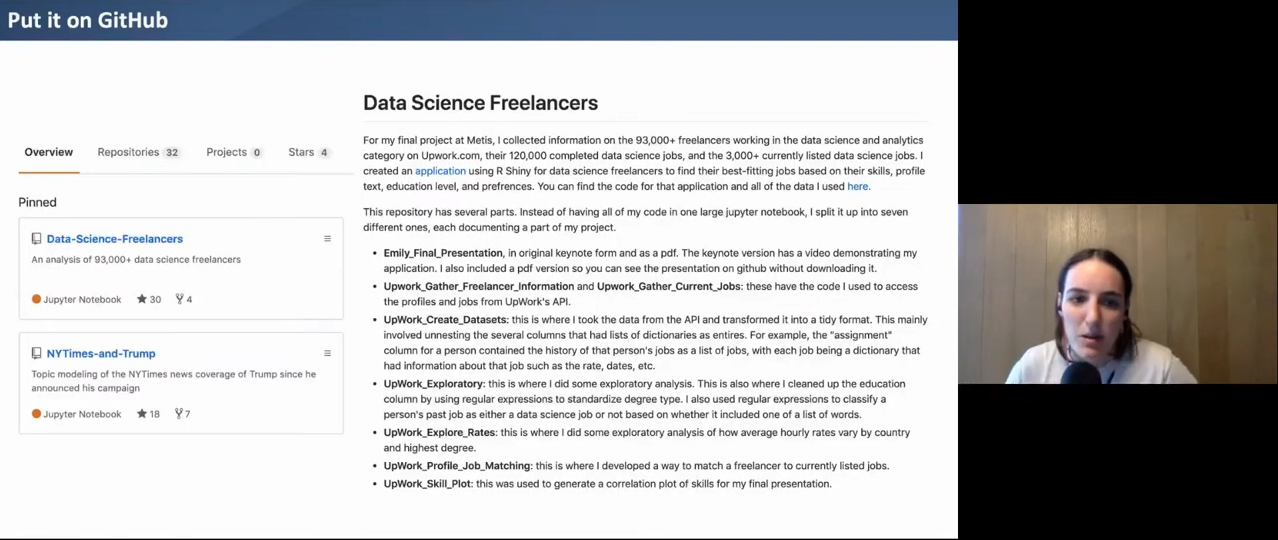 Put it on GitHub
Overview Repositories 32 Projects 0 Stars 4
Pinned
Data-Science-Freelancers
An analysis of 93,000+ data science freelancers
Jupyter Notebook 30 4
NYTimes-and-Trump
Topic modeling of the NYTimes news coverage of Trump since he
announced his campaign
Jupyter Notebook 18 7
Data Science Freelancers
For my final project at Metis, I collected information on the 93,000+ freelancers working in the data science and analytics
category on Upwork.com, their 120,000 completed data science jobs, and the 3,000+ currently listed data science jobs. I
created an application using R Shiny for data science freelancers to find their best-fitting jobs based on their skills, profile
text, education level, and prefrences. You can find the code for that application and all of the data I used here.
This repository has several parts. Instead of having all of my code in one large jupyter notebook, I split it up into seven
different ones, each documenting a part of my project.
• Emily_Final_Presentation, in original keynote form and as a pdf. The keynote version has a video demonstrating my
application. I also included a pdf version so you can see the presentation on github without downloading it.
• Upwork_Gather_Freelancer_Information and Upwork_Gather_Current_Jobs: these have the code I used to access
the profiles and jobs from UpWork's API.
• UpWork_Create_Datasets: this is where I took the data from the API and transformed it into a tidy format. This mainly
involved unnesting the several columns that had lists of dictionaries as entires. For example, the "assignment"
column for a person contained the history of that person's jobs as a list of jobs, with each job being a dictionary that
had information about that job such as the rate, dates, etc.
• UpWork_Exploratory: this is where I did some exploratory analysis. This is also where I cleaned up the education
column by using regular expressions to standardize degree type. I also used regular expressions to classify a
person's past job as either a data science job or not based on whether it included one of a list of words.
• UpWork_Explore_Rates: this is where I did some exploratory analysis of how average hourly rates vary by country
and highest degree.
• UpWork_Profile_Job_Matching: this is where I developed a way to match a freelancer to currently listed jobs.
• UpWork_Skill_Plot: this was used to generate a correlation plot of skills for my final presentation.